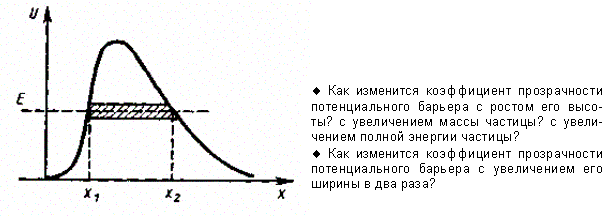 U
E
x₁
x₂
x
◆ Как изменится коэффициент прозрачности
потенциального барьера с ростом его высо-
ты? с увеличением массы частицы? с увели-
чением полной энергии частицы?
◆ Как изменится коэффициент прозрачности
потенциального барьера с увеличением его
ширины в два раза?